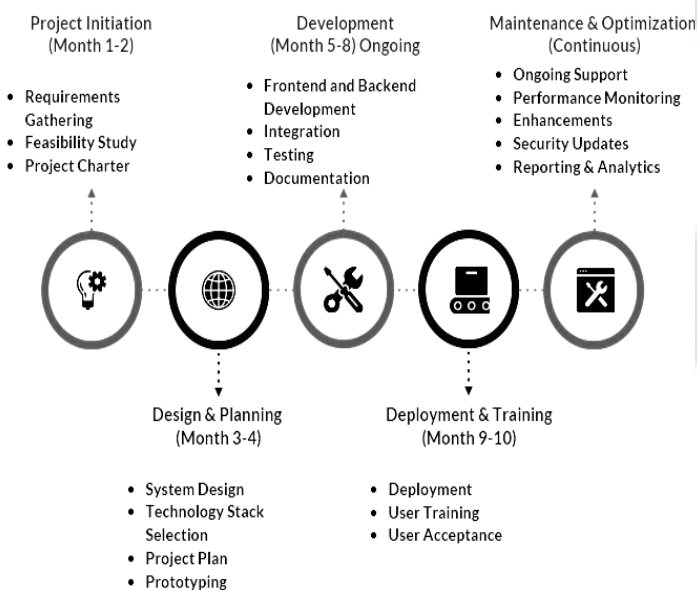 Project Initiation
(Month 1-2)
• Requirements
Gathering
• Feasibility Study
• Project Charter
Development
(Month 5-8) Ongoing
• Frontend and Backend
Development
• Integration
• Testing
• Documentation
Maintenance & Optimization
(Continuous)
• Ongoing Support
• Performance Monitoring
• Enhancements
• Security Updates
• Reporting & Analytics
Design & Planning
(Month 3-4)
• System Design
• Technology Stack
Selection
• Project Plan
• Prototyping
Deployment & Training
(Month 9-10)
• Deployment
• User Training
• User Acceptance